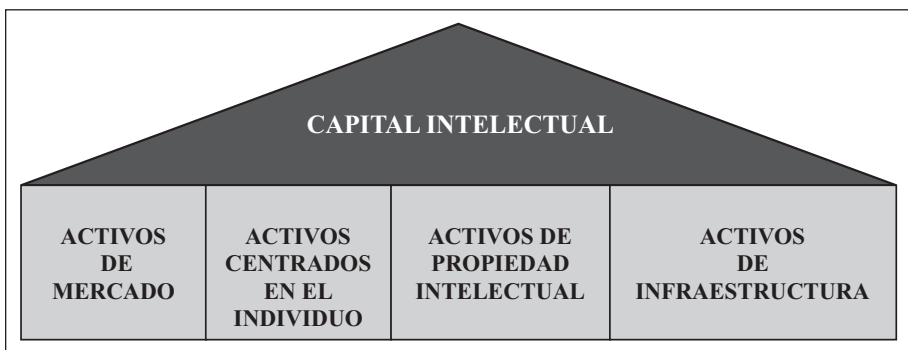 CAPITAL INTELECTUAL
ACTIVOS
DE
MERCADO
ACTIVOS
CENTRADOS
EN EL
INDIVIDUO
ACTIVOS DE
PROPIEDAD
INTELECTUAL
ACTIVOS
DE
INFRAESTRUCTURA